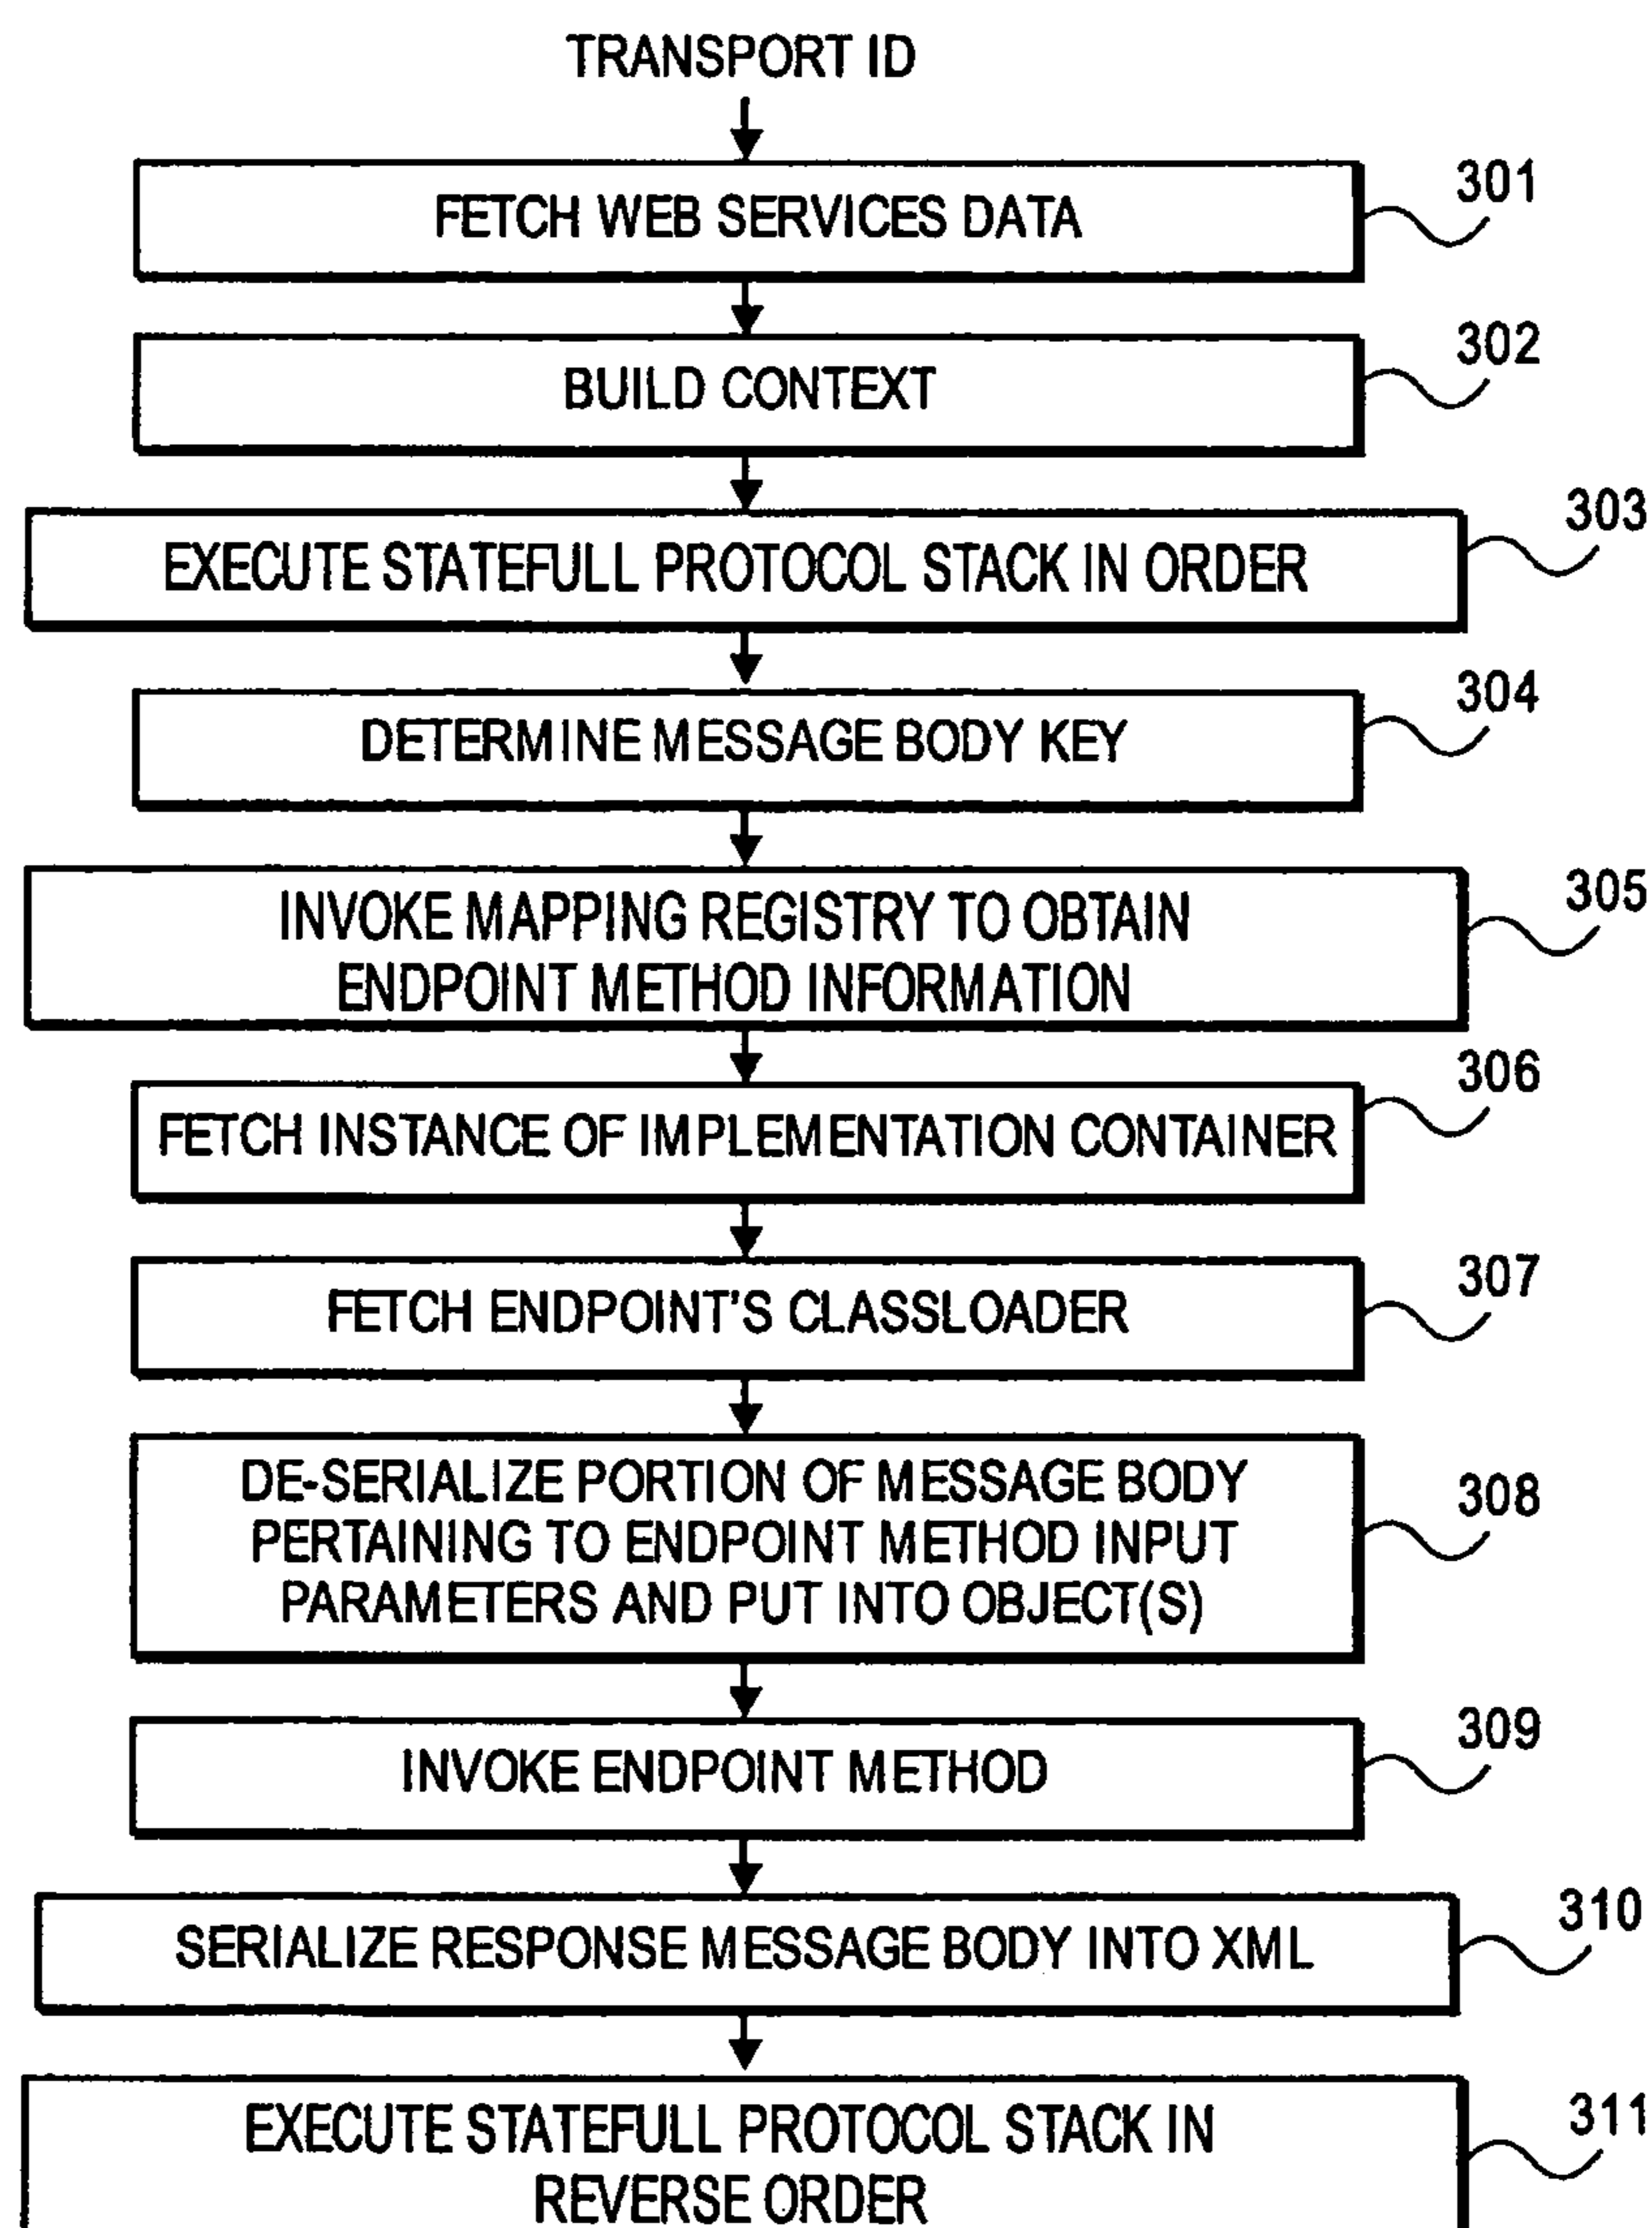 TRANSPORT ID
FETCH WEB SERVICES DATA
301
BUILD CONTEXT
302
EXECUTE STATEFULL PROTOCOL STACK IN ORDER
303
DETERMINE MESSAGE BODY KEY
304
INVOKE MAPPING REGISTRY TO OBTAIN
ENDPOINT METHOD INFORMATION
305
FETCH INSTANCE OF IMPLEMENTATION CONTAINER
306
FETCH ENDPOINT'S CLASSLOADER
307
DE-SERIALIZE PORTION OF MESSAGE BODY
PERTAINING TO ENDPOINT METHOD INPUT
PARAMETERS AND PUT INTO OBJECT(S)
308
INVOKE ENDPOINT METHOD
309
SERIALIZE RESPONSE MESSAGE BODY INTO XML
310
EXECUTE STATEFULL PROTOCOL STACK IN
REVERSE ORDER
311